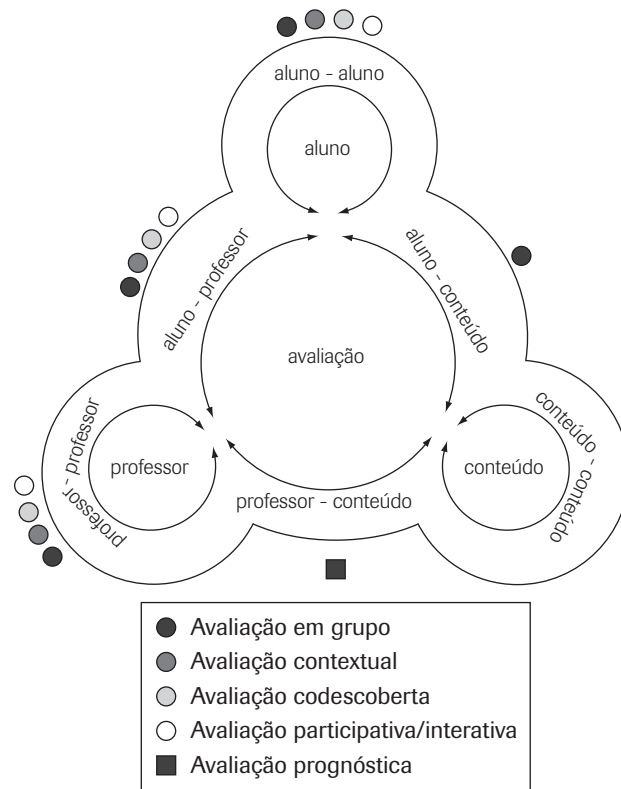 aluno - aluno
aluno
aluno - professor
aluno - conteúdo
avaliação
professor - professor
professor
conteúdo
conteúdo - conteúdo
professor - conteúdo
Avaliação em grupo
Avaliação contextual
Avaliação codescoberta
Avaliação participativa/interativa
Avaliação prognóstica